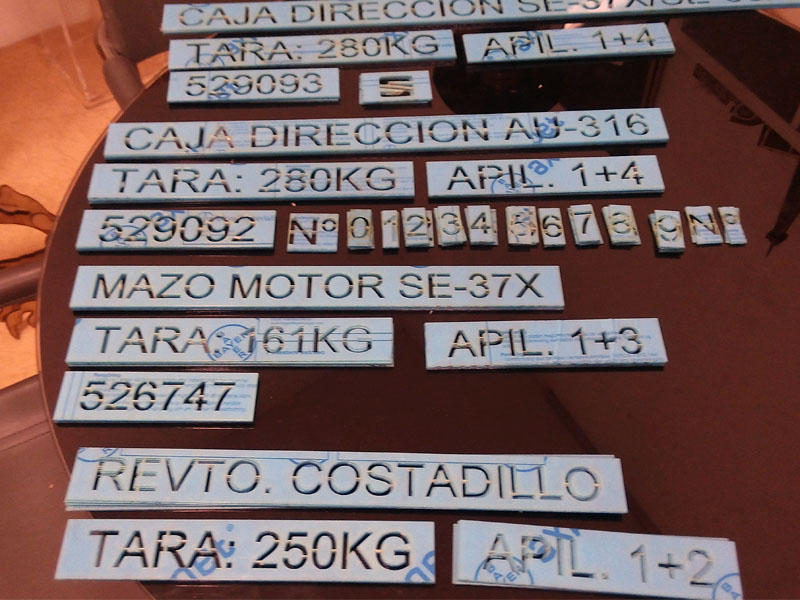 CAJA DIRECCION SE-37X/SE-
TARA: 280KG APIL. 1+4
529093 S
CAJA DIRECCION AU-316
TARA: 280KG APIL. 1+4
529092 Nº 0 1 2 3 4 5 6 7 8 9 Nº
MAZO MOTOR SE-37X
TARA: 61KG APIL. 1+3
526747
REVTO. COSTADILLO
TARA: 250KG APIL. 1+2